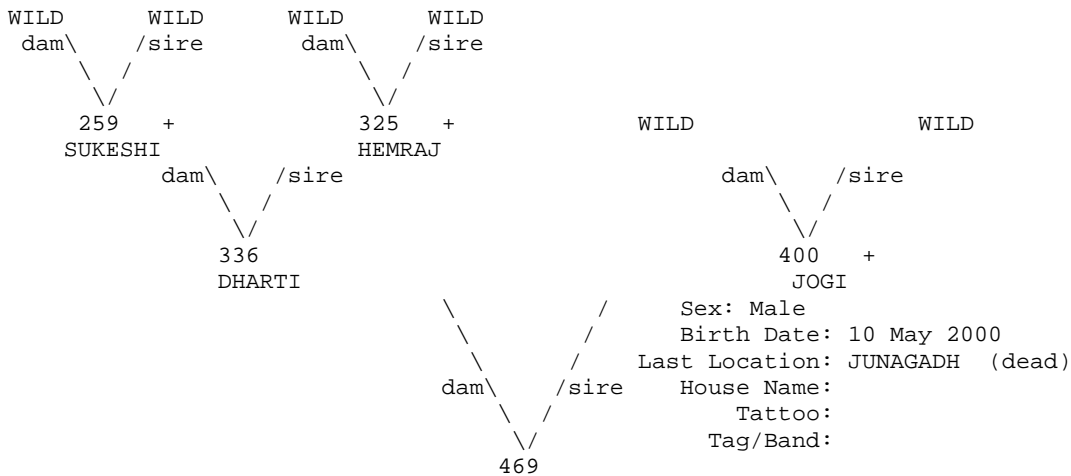 WILD WILD WILD WILD
dam\ /sire dam\ /sire
\ / \ /
\/ \/
259 + 325 + WILD WILD
SUKESHI HEMRAJ
dam\ /sire dam\ /sire
\ / \ /
\/ \/
336 400 +
DHARTI JOGI
\ / Sex: Male
\ / Birth Date: 10 May 2000
\ / Last Location: JUNAGADH (dead)
dam\ /sire House Name:
\ / Tattoo:
\/ Tag/Band:
469